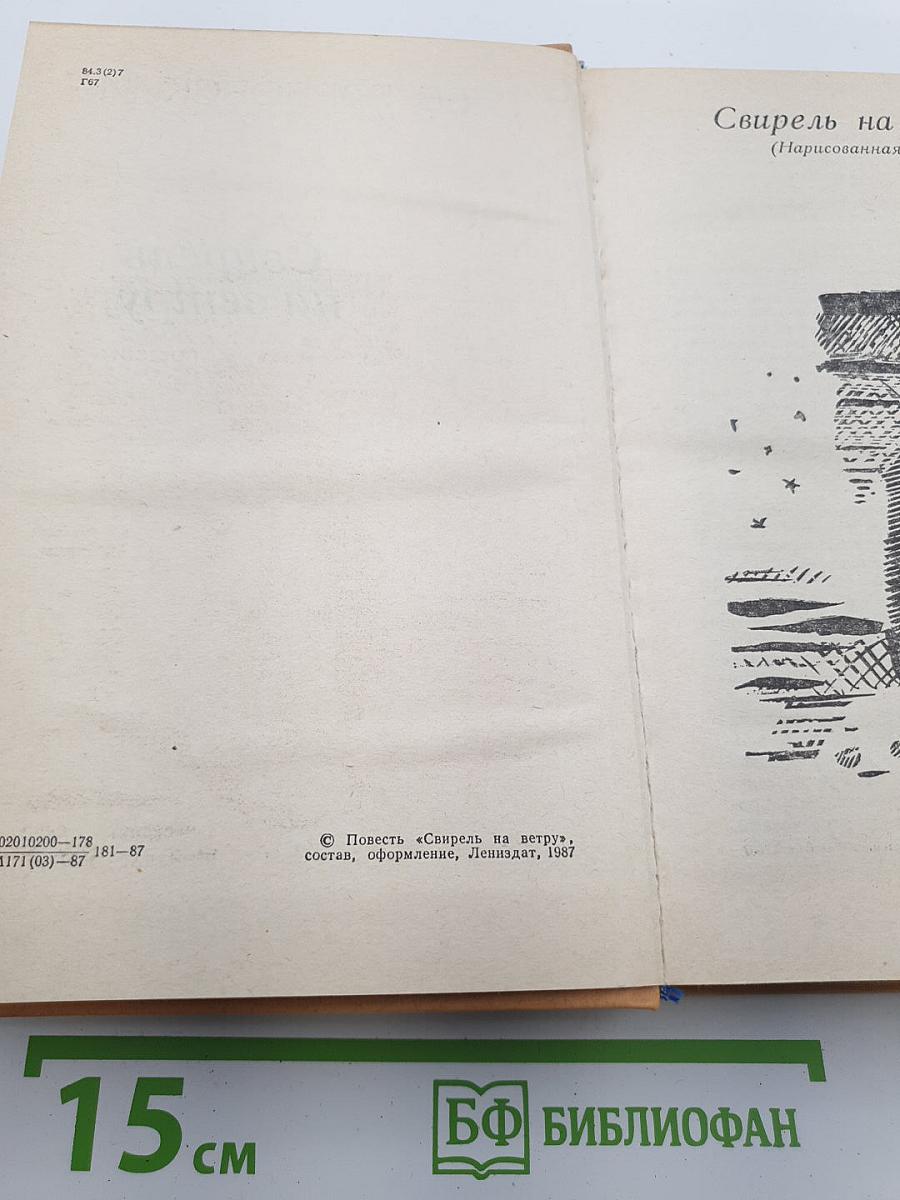 84.3(2)7
Г67
02010200—178
171(03)—87
181—87
© Повесть «Свирель на ветру»,
состав, оформление, Лениздат, 1987
Свирель на
(Нарисованная
15 см
БФ БИБЛИОФАН